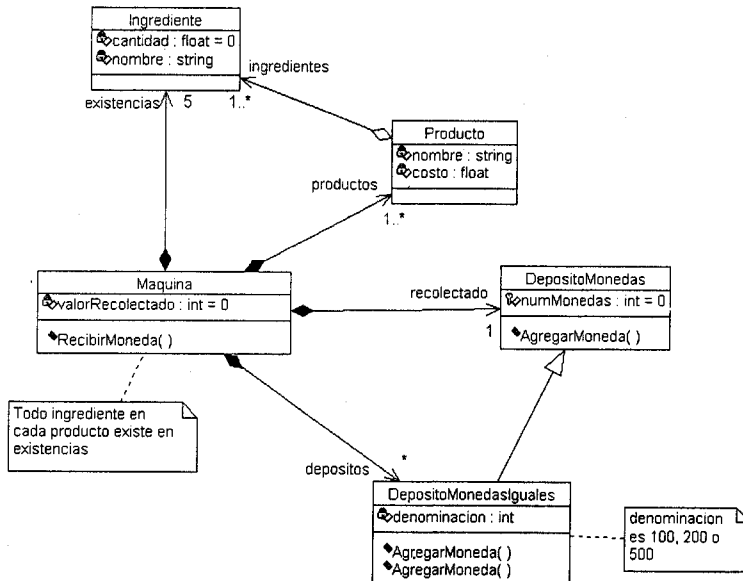 Ingrediente
cantidad : float = 0
nombre : string
existencias
5
1..*
ingredientes
Producto
nombre : string
costo : float
productos
1..*
Maquina
valorRecolectado : int = 0
RecibirMoneda( )
recolectado
1
DepositoMonedas
numMonedas : int = 0
AgregarMoneda( )
Todo ingrediente en
cada producto existe en
existencias
depositos
*
DepositoMonedasIguales
denominacion : int
AgregarMoneda( )
AgregarMoneda( )
denominacion
es 100, 200 o
500